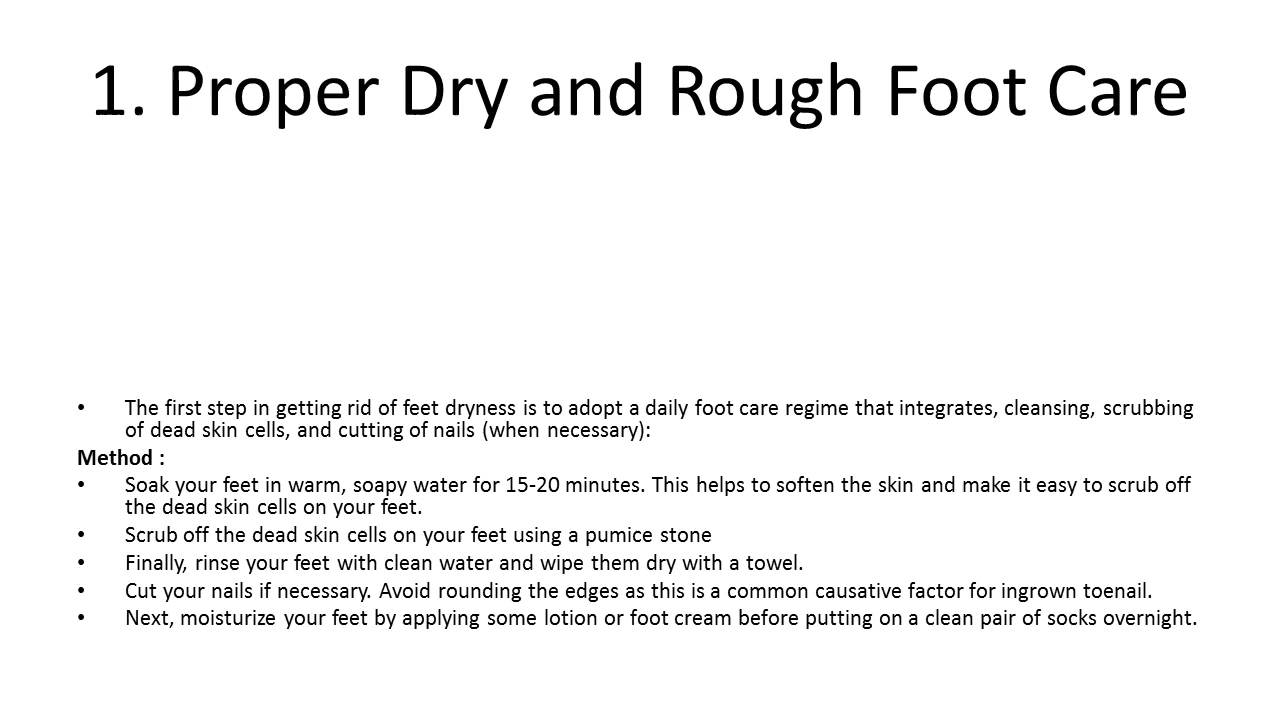 1. Proper Dry and Rough Foot Care
• The first step in getting rid of feet dryness is to adopt a daily foot care regime that integrates, cleansing, scrubbing
of dead skin cells, and cutting of nails (when necessary):
Method :
• Soak your feet in warm, soapy water for 15-20 minutes. This helps to soften the skin and make it easy to scrub off
the dead skin cells on your feet.
• Scrub off the dead skin cells on your feet using a pumice stone
• Finally, rinse your feet with clean water and wipe them dry with a towel.
• Cut your nails if necessary. Avoid rounding the edges as this is a common causative factor for ingrown toenail.
• Next, moisturize your feet by applying some lotion or foot cream before putting on a clean pair of socks overnight.